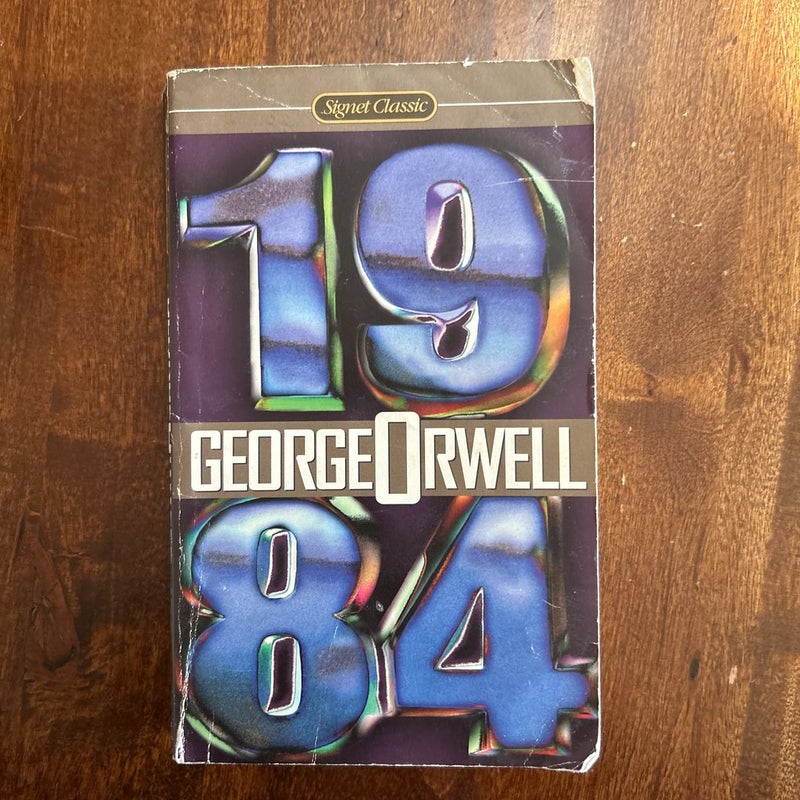 Signet Classic
19
GEORGE ORWELL
84